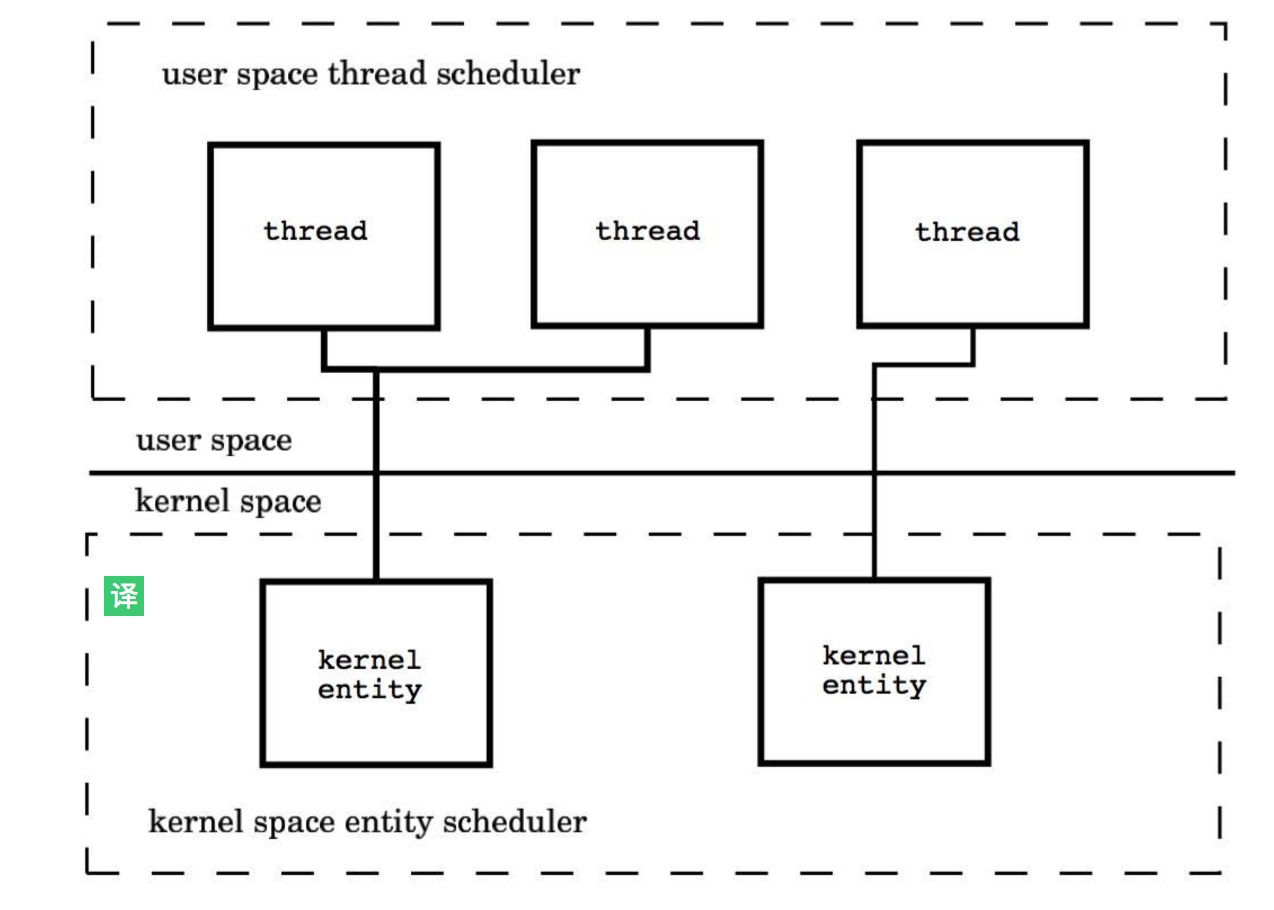 user space thread scheduler
thread
thread
thread
user space
kernel space
译
kernel
entity
kernel
entity
kernel space entity scheduler